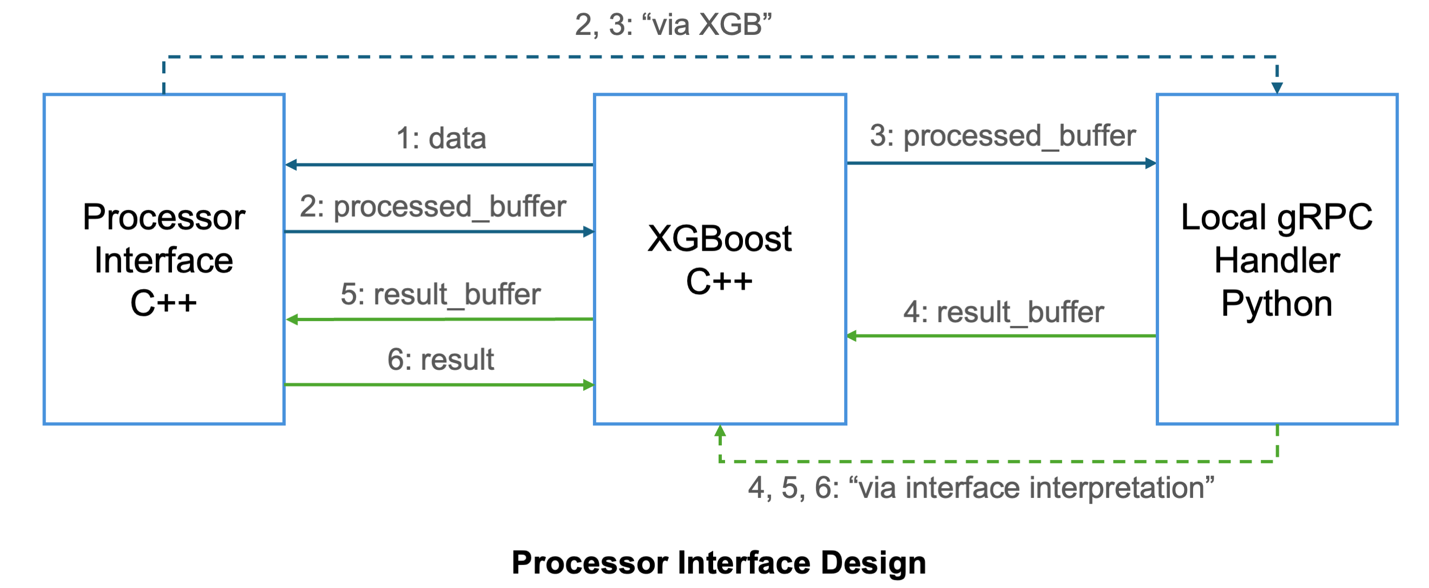 2, 3: “via XGB”
1: data
3: processed_buffer
2: processed_buffer
Processor
Interface
C++
XGBoost
C++
Local gRPC
Handler
Python
5: result_buffer
4: result_buffer
6: result
4, 5, 6: “via interface interpretation”
Processor Interface Design